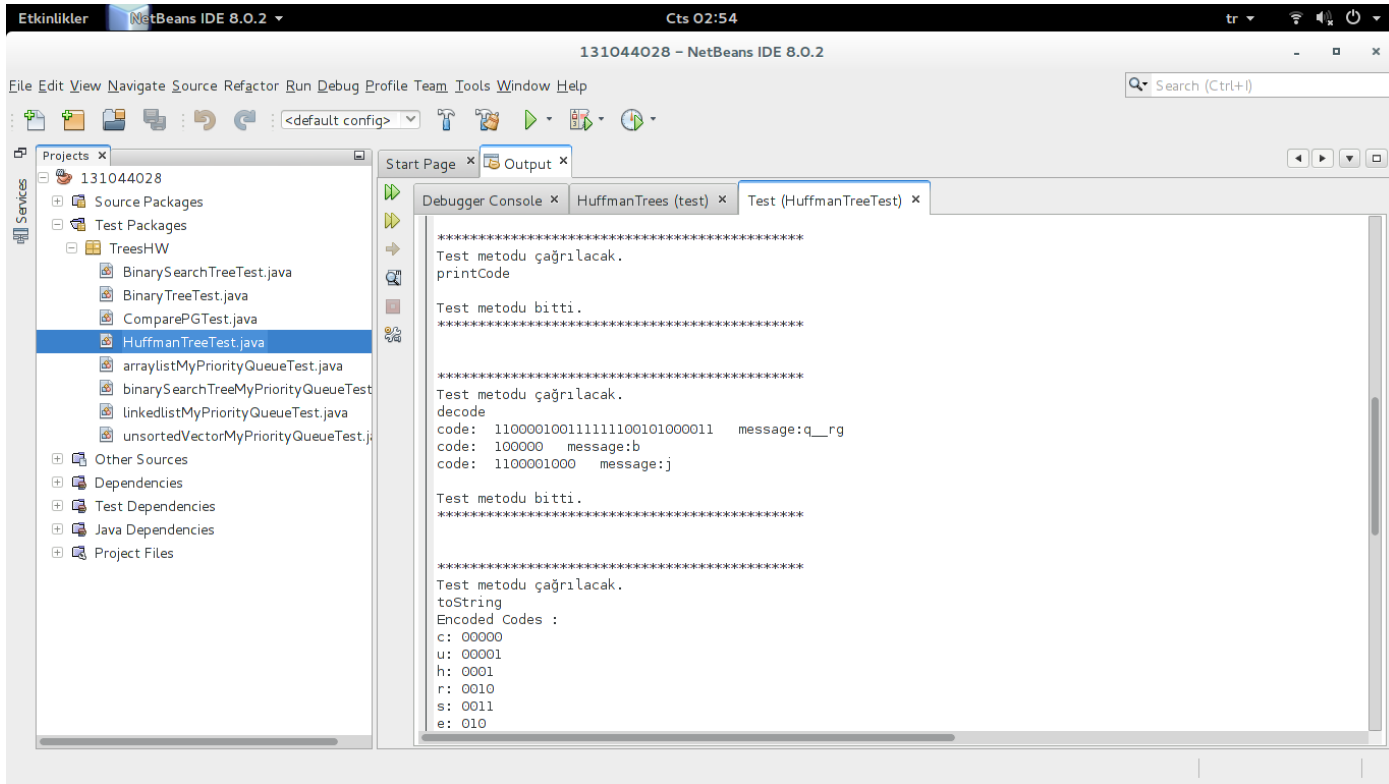 Etkinlikler NetBeans IDE 8.0.2 Cts 02:54 tr
131044028 – NetBeans IDE 8.0.2
File Edit View Navigate Source Refactor Run Debug Profile Team Tools Window Help
Search (Ctrl+I)
<default config>
Projects
Services
131044028
Source Packages
Test Packages
TreesHW
BinarySearchTreeTest.java
BinaryTreeTest.java
ComparePGTest.java
HuffmanTreeTest.java
arraylistMyPriorityQueueTest.java
binarySearchTreeMyPriorityQueueTest
linkedlistMyPriorityQueueTest.java
unsortedVectorMyPriorityQueueTest.ja
Other Sources
Dependencies
Test Dependencies
Java Dependencies
Project Files
Start Page Output
Debugger Console HuffmanTrees (test) Test (HuffmanTreeTest)
*********************************************
Test metodu çağrılacak.
printCode
Test metodu bitti.
*********************************************
*********************************************
Test metodu çağrılacak.
decode
code: 110000100111111100101000011 message:q__rg
code: 100000 message:b
code: 1100001000 message:j
Test metodu bitti.
*********************************************
*********************************************
Test metodu çağrılacak.
toString
Encoded Codes :
c: 00000
u: 00001
h: 0001
r: 0010
s: 0011
e: 010